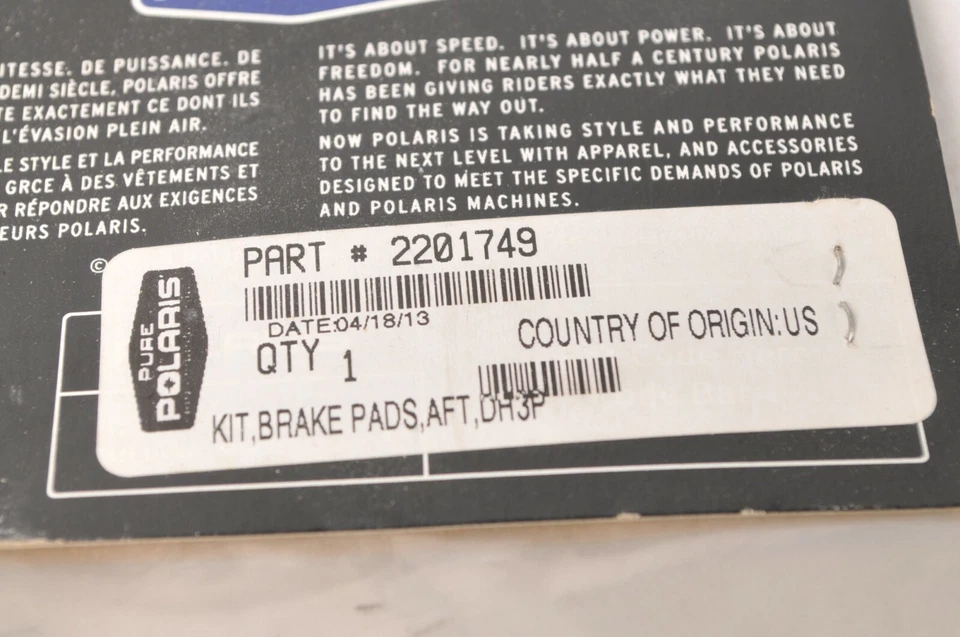 ITESSE. DE PUISSANCE. DE
DEMI SIÈCLE, POLARIS OFFRE
TE EXACTEMENT CE DONT ILS
L'ÉVASION PLEIN AIR.
LE STYLE ET LA PERFORMANCE
GRCE À DES VÊTEMENTS ET
R RÉPONDRE AUX EXIGENCES
EURS POLARIS.
IT'S ABOUT SPEED. IT'S ABOUT POWER. IT'S ABOUT
FREEDOM. FOR NEARLY HALF A CENTURY POLARIS
HAS BEEN GIVING RIDERS EXACTLY WHAT THEY NEED
TO FIND THE WAY OUT.
NOW POLARIS IS TAKING STYLE AND PERFORMANCE
TO THE NEXT LEVEL WITH APPAREL, AND ACCESSORIES
DESIGNED TO MEET THE SPECIFIC DEMANDS OF POLARIS
AND POLARIS MACHINES.
©
PURE
POLARIS
PART # 2201749
DATE:04/18/13
QTY 1
COUNTRY OF ORIGIN:US
KIT,BRAKE PADS,AFT,DH3P